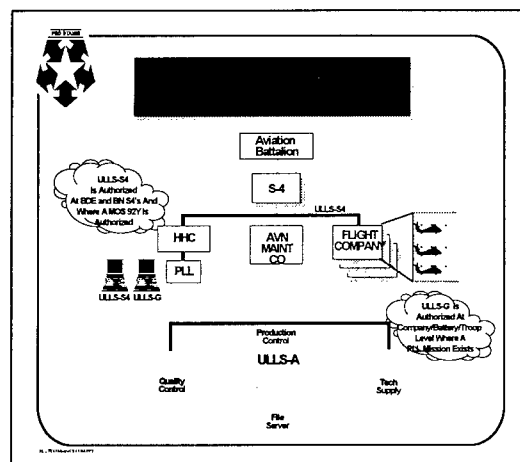 Aviation
Battalion
S-4
ULLS-S4
Is Authorized
At BDE and BN S4's And
Where A MOS 92Y Is
Authorized
ULLS-S4
HHC
AVN
MAINT
CO
FLIGHT
COMPANY
PLL
ULLS-S4 ULLS-G
ULLS-G Is
Authorized At
Company/Battery/Troop
Level Where A
PLL Mission Exists
Production
Control
ULLS-A
Quality
Control
Tech
Supply
File
Server